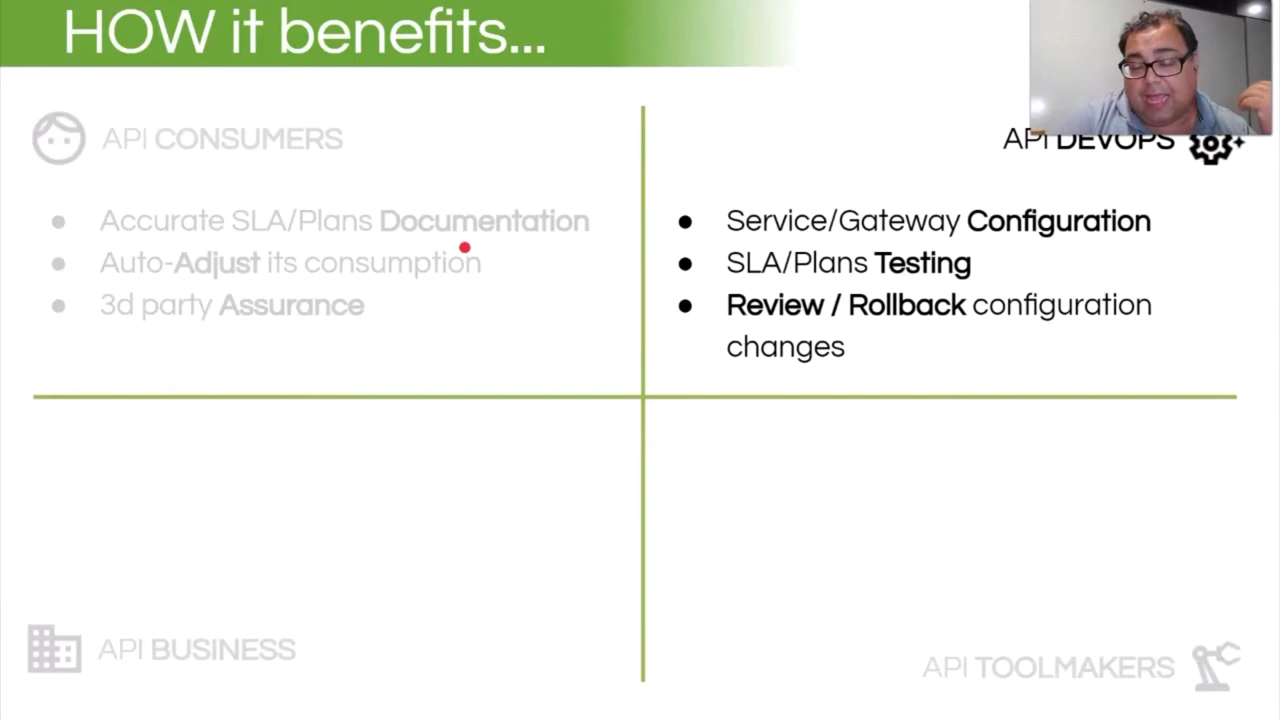 HOW it benefits...
API CONSUMERS
Accurate SLA/Plans Documentation
Auto-Adjust its consumption
3d party Assurance
API DEVOPS
Service/Gateway Configuration
SLA/Plans Testing
Review / Rollback configuration
changes
API BUSINESS
API TOOLMAKERS